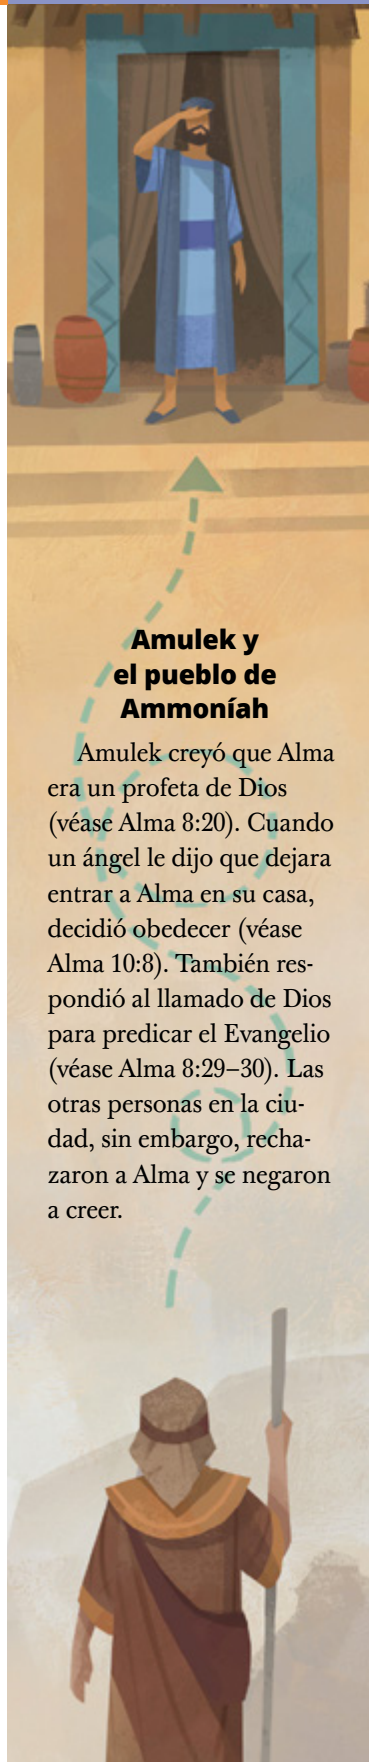 Amulek y
el pueblo de
Ammoníah
Amulek creyó que Alma
era un profeta de Dios
(véase Alma 8:20). Cuando
un ángel le dijo que dejara
entrar a Alma en su casa,
decidió obedecer (véase
Alma 10:8). También res-
pondió al llamado de Dios
para predicar el Evangelio
(véase Alma 8:29–30). Las
otras personas en la ciu-
dad, sin embargo, recha-
zaron a Alma y se negaron
a creer.